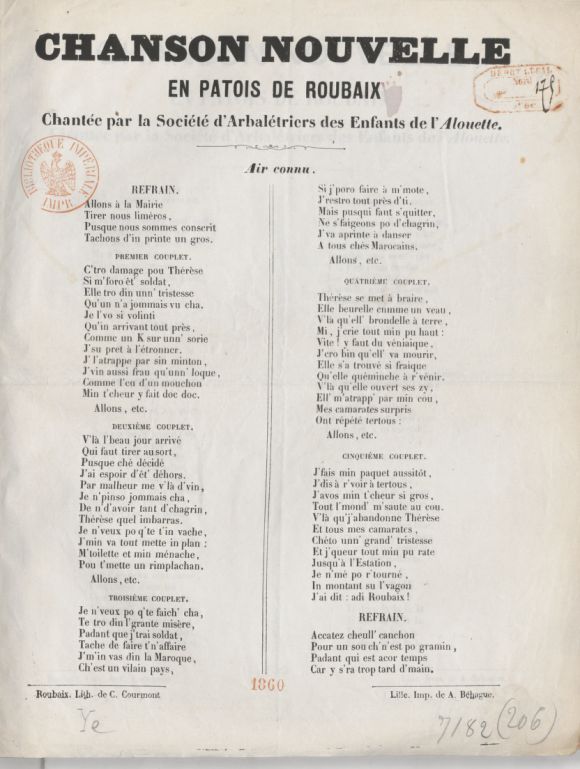 CHANSON NOUVELLE
EN PATOIS DE ROUBAIX
Chantée par la Société d'Arbalétriers des Enfants de l'Alouette.
Air connu.
DEPOT LEGAL
Nord
175
BIBLIOTHÈQUE IMPÉRIALE
IMPR.
REFRAIN.
Allons à la Mairie
Tirer nous liméros,
Pusque nous sommes conscrit
Tachons d'in printe un gros.
PREMIER COUPLET.
C'tro damage pou Thérèse
Si m'foro êt' soldat,
Elle tro din unn' tristesse
Qu'un n'a jommais vu cha.
Je l'vo si volinti
Qu'in arrivant tout près,
Comme un K sur unn' sorie
J'su pret à l'étronner.
J' l'atrappe par sin minton,
J'vin aussi frau qu'unn' loque,
Comme l'cu d'un mouchon
Min t'cheur y fait doc doc.
Allons, etc.
DEUXIÈME COUPLET.
V'là l'beau jour arrivé
Qui faut tirer au sort,
Pusque ché décidé
J'ai espoir d'êt' déhors.
Par malheur me v'là d'vin,
Je n'pinso jommais cha,
De n'd'avoir tant d'chagrin,
Thérèse quel imbarras.
Je n'veux po q'te t'in vache,
J'min va tout mette in plan;
M'toilette et min ménache,
Pou t'mette un rimplachan.
Allons, etc.
TROISIÈME COUPLET.
Je n'veux po q'te faich' cha,
Te tro din l'grante misère,
Padant que j'trai soldat,
Tache de faire t'n'affaire
J'm'in vas din la Maroque,
Ch'est un vilain pays,
Si j'poro faire à m'mote,
J'restro tout près d'ti.
Mais pusqui faut s'quitter,
Ne s'faigeons po d'chagrin,
J'va aprinte à danser
A tous chés Marocains.
Allons, etc.
QUATRIÈME COUPLET.
Thérèse se met à braire,
Elle beurelle cumme un veau,
V'là qu'ell' brondelle à terre,
Mi, j'crie tout min pu haut:
Vite! y faut du véniaique,
J'cro bin qu'ell' va mourir,
Elle s'a trouvé si fraique
Qu'elle quéminche à r'vénir.
V'là qu'elle ouvert ses zy,
Ell' m'atrapp' par min cou,
Mes camarates surpris
Ont répété tertous:
Allons, etc.
CINQUIÈME COUPLET.
J'fais min paquet aussitôt,
J'dis à r'voir à tertous,
J'avos min t'cheur si gros,
Tout l'mond' m'saute au cou.
V'là qu'j'abandonne Thérèse
Et tous mes camarates,
Chéto unn' grand' tristesse
Et j'queur tout min pu rate
Jusqu'à l'Estation,
Je n'mé po r'tourné,
In montant su l'vagon
J'ai dit: adi Roubaix!
REFRAIN.
Accatez cheull' canchon
Pour un sou ch'n'est po gramin,
Padant qui est acor temps
Car y s'ra trop tard d'main.
Roubaix. Lith. de C. Courmont
1860
Lille. Imp. de A. Béhague.
Ye
7182 (206)